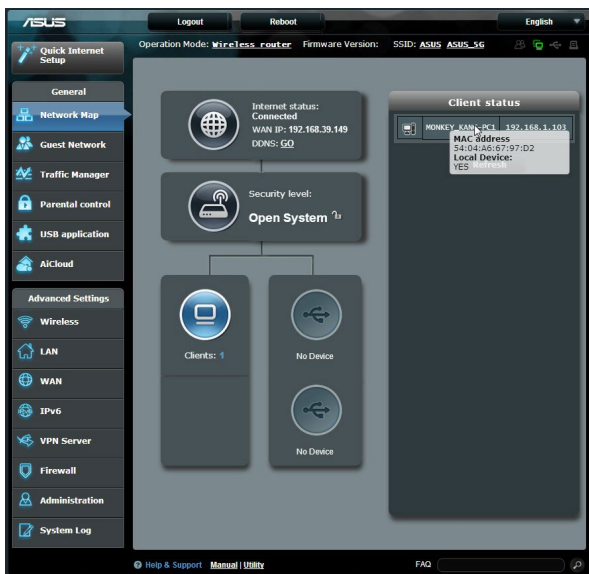 ASUS
Logout
Reboot
English
Quick Internet
Setup
Operation Mode: Wireless router Firmware Version: SSID: ASUS ASUS_5G
General
Network Map
Guest Network
Traffic Manager
Parental control
USB application
AiCloud
Advanced Settings
Wireless
LAN
WAN
IPv6
VPN Server
Firewall
Administration
System Log
Internet status:
Connected
WAN IP: 192.168.39.149
DDNS: GO
Security level:
Open System
Clients: 1
No Device
No Device
Client status
192.168.1.103
MAC address
54:04:A6:67:97:D2
Local Device:
YES
Refresh
Help & Support Manual | Utility
FAQ